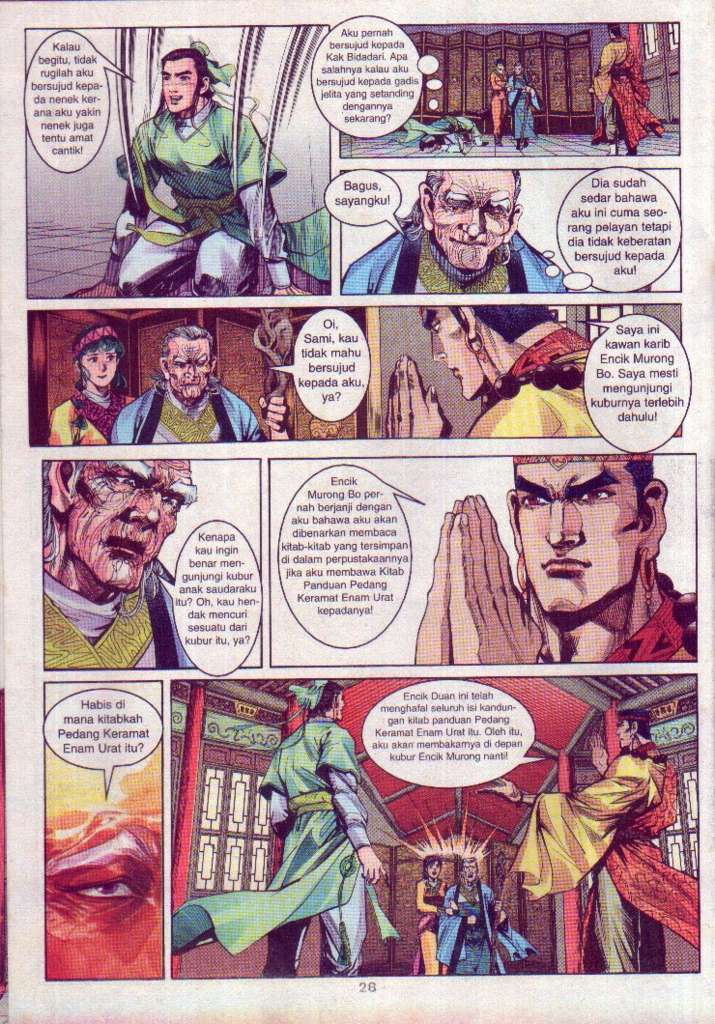 Kalau
begitu, tidak
rugilah aku
bersujud kepa-
da nenek ker-
ana aku yakin
nenek juga
tentu amat
cantik!
Aku pernah
bersujud kepada
Kak Bidadari. Apa
salahnya kalau aku
bersujud kepada gadis
jelita yang setanding
dengannya
sekarang?
Bagus,
sayangku!
Dia sudah
sedar bahawa
aku ini cuma seo-
rang pelayan tetapi
dia tidak keberatan
bersujud kepada
aku!
Oi,
Sami, kau
tidak mahu
bersujud
kepada aku,
ya?
Saya ini
kawan karib
Encik Murong
Bo. Saya mesti
mengunjungi
kuburnya terlebih
dahulu!
Kenapa
kau ingin
benar men-
gunjungi kubur
anak saudaraku
itu? Oh, kau hen-
dak mencuri
sesuatu dari
kubur itu, ya?
Encik
Murong Bo per-
nah berjanji dengan
aku bahawa aku akan
dibenarkan membaca
kitab-kitab yang tersimpan
di dalam perpustakaannya
jika aku membawa Kitab
Panduan Pedang
Keramat Enam Urat
kepadanya!
Habis di
mana kitabkah
Pedang Keramat
Enam Urat itu?
Encik Duan ini telah
menghafal seluruh isi kandun-
gan kitab panduan Pedang
Keramat Enam Urat itu. Oleh itu,
aku akan membakarnya di depan
kubur Encik Murong nanti!
26